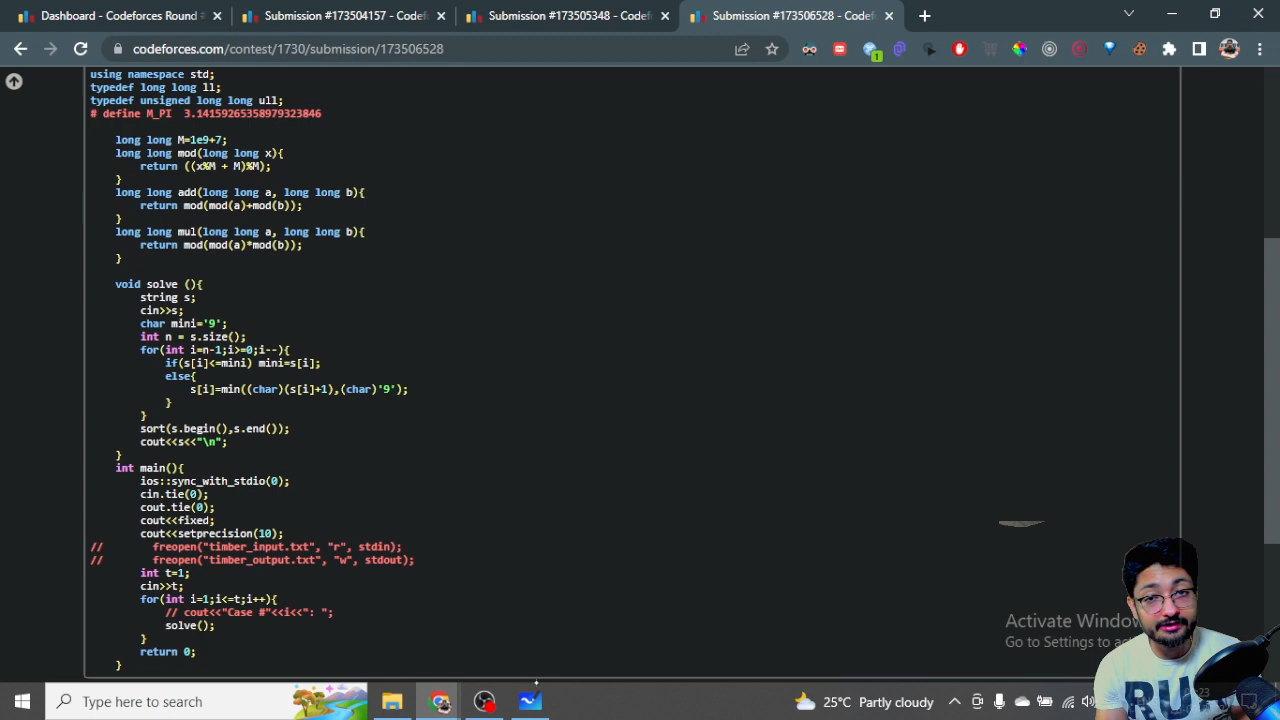 Dashboard - Codeforces Round
Submission #173504157 - Codef
Submission #173505348 - Codef
Submission #173506528 - Codef
codeforces.com/contest/1730/submission/173506528
1
using namespace std;
typedef long long ll;
typedef unsigned long long ull;
# define M_PI  3.14159265358979323846
long long M=1e9+7;
long long mod(long long x){
return ((x%M + M)%M);
}
long long add(long long a, long long b){
return mod(mod(a)+mod(b));
}
long long mul(long long a, long long b){
return mod(mod(a)*mod(b));
}
void solve (){
string s;
cin>>s;
char mini='9';
int n = s.size();
for(int i=n-1;i>=0;i--){
if(s[i]<=mini) mini=s[i];
else{
s[i]=min((char)(s[i]+1),(char)'9');
}
}
sort(s.begin(),s.end());
cout<<s<<"\n";
}
int main(){
ios::sync_with_stdio(0);
cin.tie(0);
cout.tie(0);
cout<<fixed;
cout<<setprecision(10);
//      freopen("timber_input.txt", "r", stdin);
//      freopen("timber_output.txt", "w", stdout);
int t=1;
cin>>t;
for(int i=1;i<=t;i++){
// cout<<"Case #"<<i<<": ";
solve();
}
return 0;
}
Activate Windo
Go to Settings to a
RU
Type here to search
25°C Partly cloudy
23